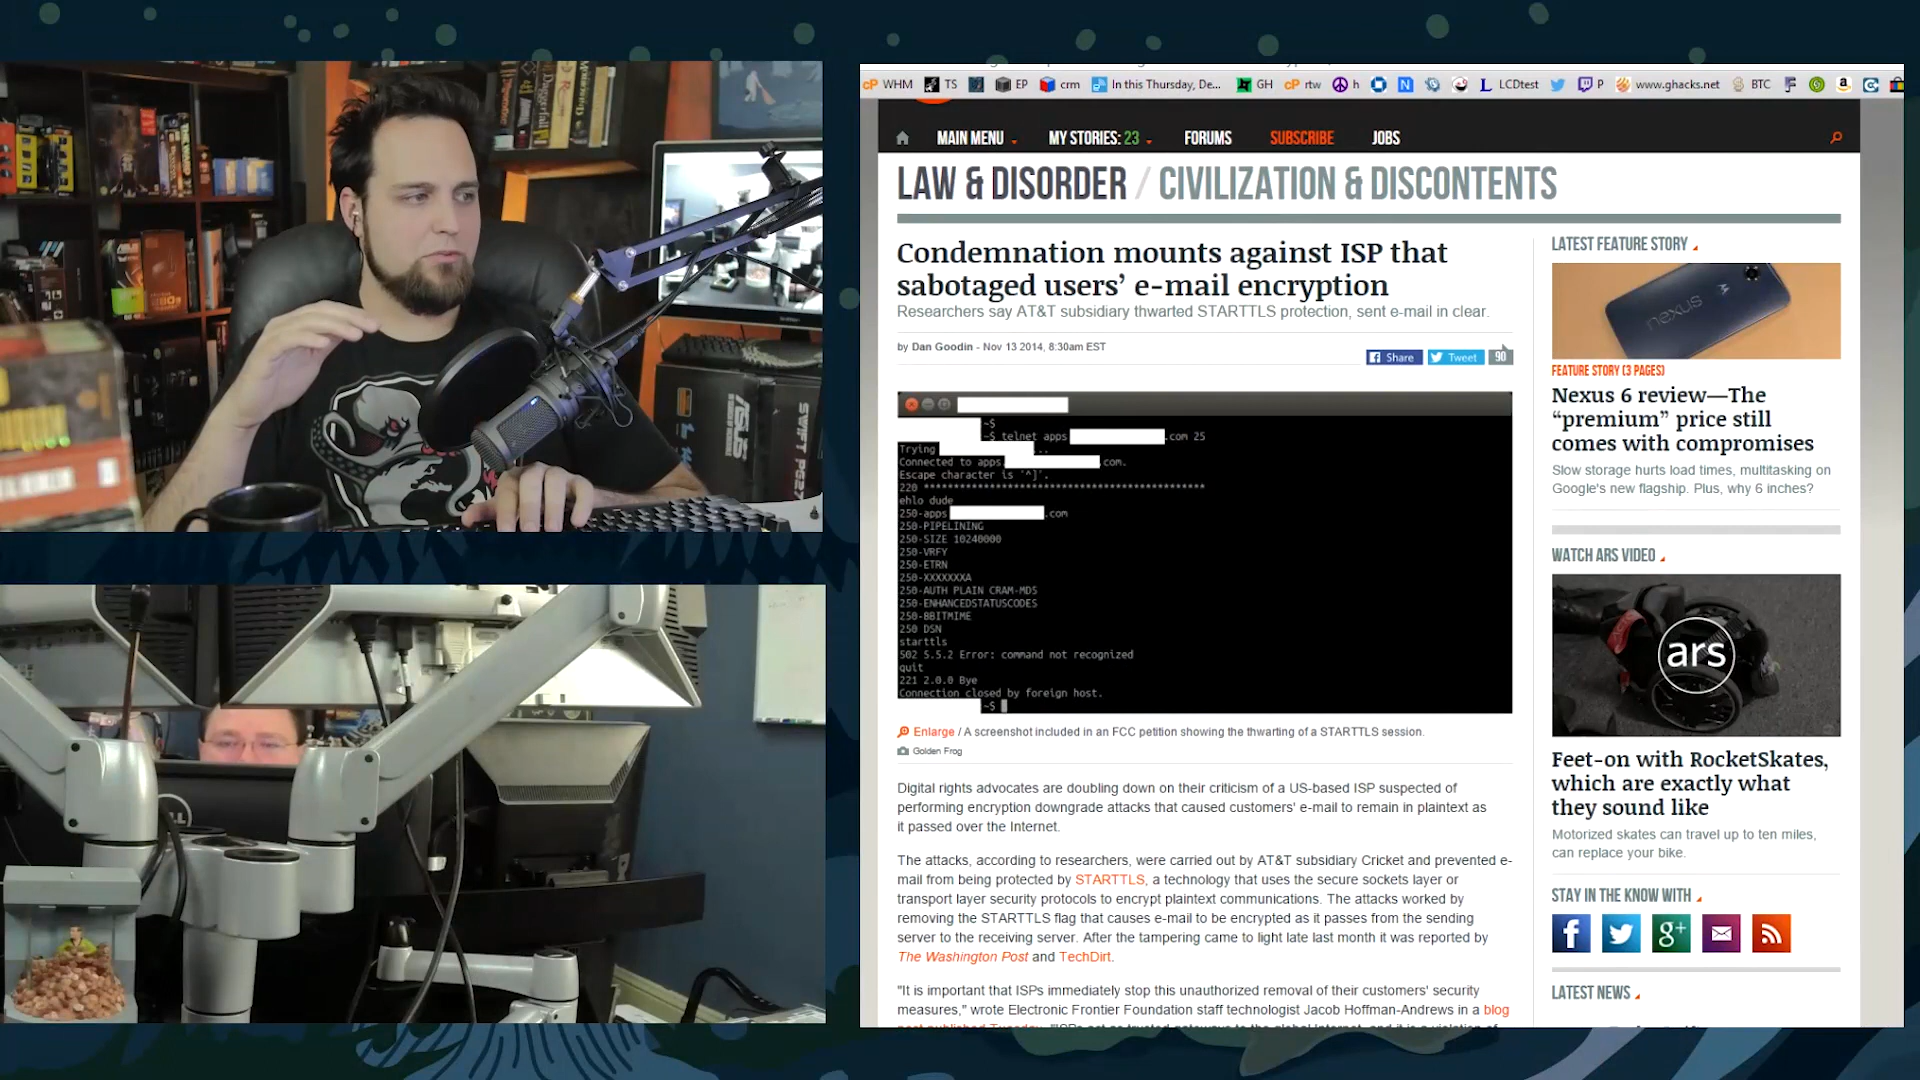 WHM
TS
EP
crm
In this Thursday, De...
GH
rtw
h
LCDtest
P
www.ghacks.net
BTC
MAIN MENU
MY STORIES: 23
FORUMS
SUBSCRIBE
JOBS
LAW & DISORDER / CIVILIZATION & DISCONTENTS
Condemnation mounts against ISP that
sabotaged users’ e-mail encryption
Researchers say AT&T subsidiary thwarted STARTTLS protection, sent e-mail in clear.
by Dan Goodin - Nov 13 2014, 8:30am EST
Share
Tweet
90
~$
~$ telnet apps .com 25
Trying ...
Connected to apps. .com.
Escape character is '^]'.
220 **********************************************
ehlo dude
250-apps .com
250-PIPELINING
250-SIZE 10240000
250-VRFY
250-ETRN
250-XXXXXXXA
250-AUTH PLAIN CRAM-MD5
250-ENHANCEDSTATUSCODES
250-8BITMIME
250 DSN
starttls
502 5.5.2 Error: command not recognized
quit
221 2.0.0 Bye
Connection closed by foreign host.
~$
Enlarge / A screenshot included in an FCC petition showing the thwarting of a STARTTLS session.
Golden Frog
Digital rights advocates are doubling down on their criticism of a US-based ISP suspected of
performing encryption downgrade attacks that caused customers' e-mail to remain in plaintext as
it passed over the Internet.
The attacks, according to researchers, were carried out by AT&T subsidiary Cricket and prevented e-
mail from being protected by STARTTLS, a technology that uses the secure sockets layer or
transport layer security protocols to encrypt plaintext communications. The attacks worked by
removing the STARTTLS flag that causes e-mail to be encrypted as it passes from the sending
server to the receiving server. After the tampering came to light late last month it was reported by
The Washington Post and TechDirt.
"It is important that ISPs immediately stop this unauthorized removal of their customers' security
measures," wrote Electronic Frontier Foundation staff technologist Jacob Hoffman-Andrews in a blog
LATEST FEATURE STORY
nexus
FEATURE STORY (3 PAGES)
Nexus 6 review—The
“premium” price still
comes with compromises
Slow storage hurts load times, multitasking on
Google's new flagship. Plus, why 6 inches?
WATCH ARS VIDEO
ars
Feet-on with RocketSkates,
which are exactly what
they sound like
Motorized skates can travel up to ten miles,
can replace your bike.
STAY IN THE KNOW WITH
LATEST NEWS
Daggerfall
ASUS
SWIFT PG27
DELL